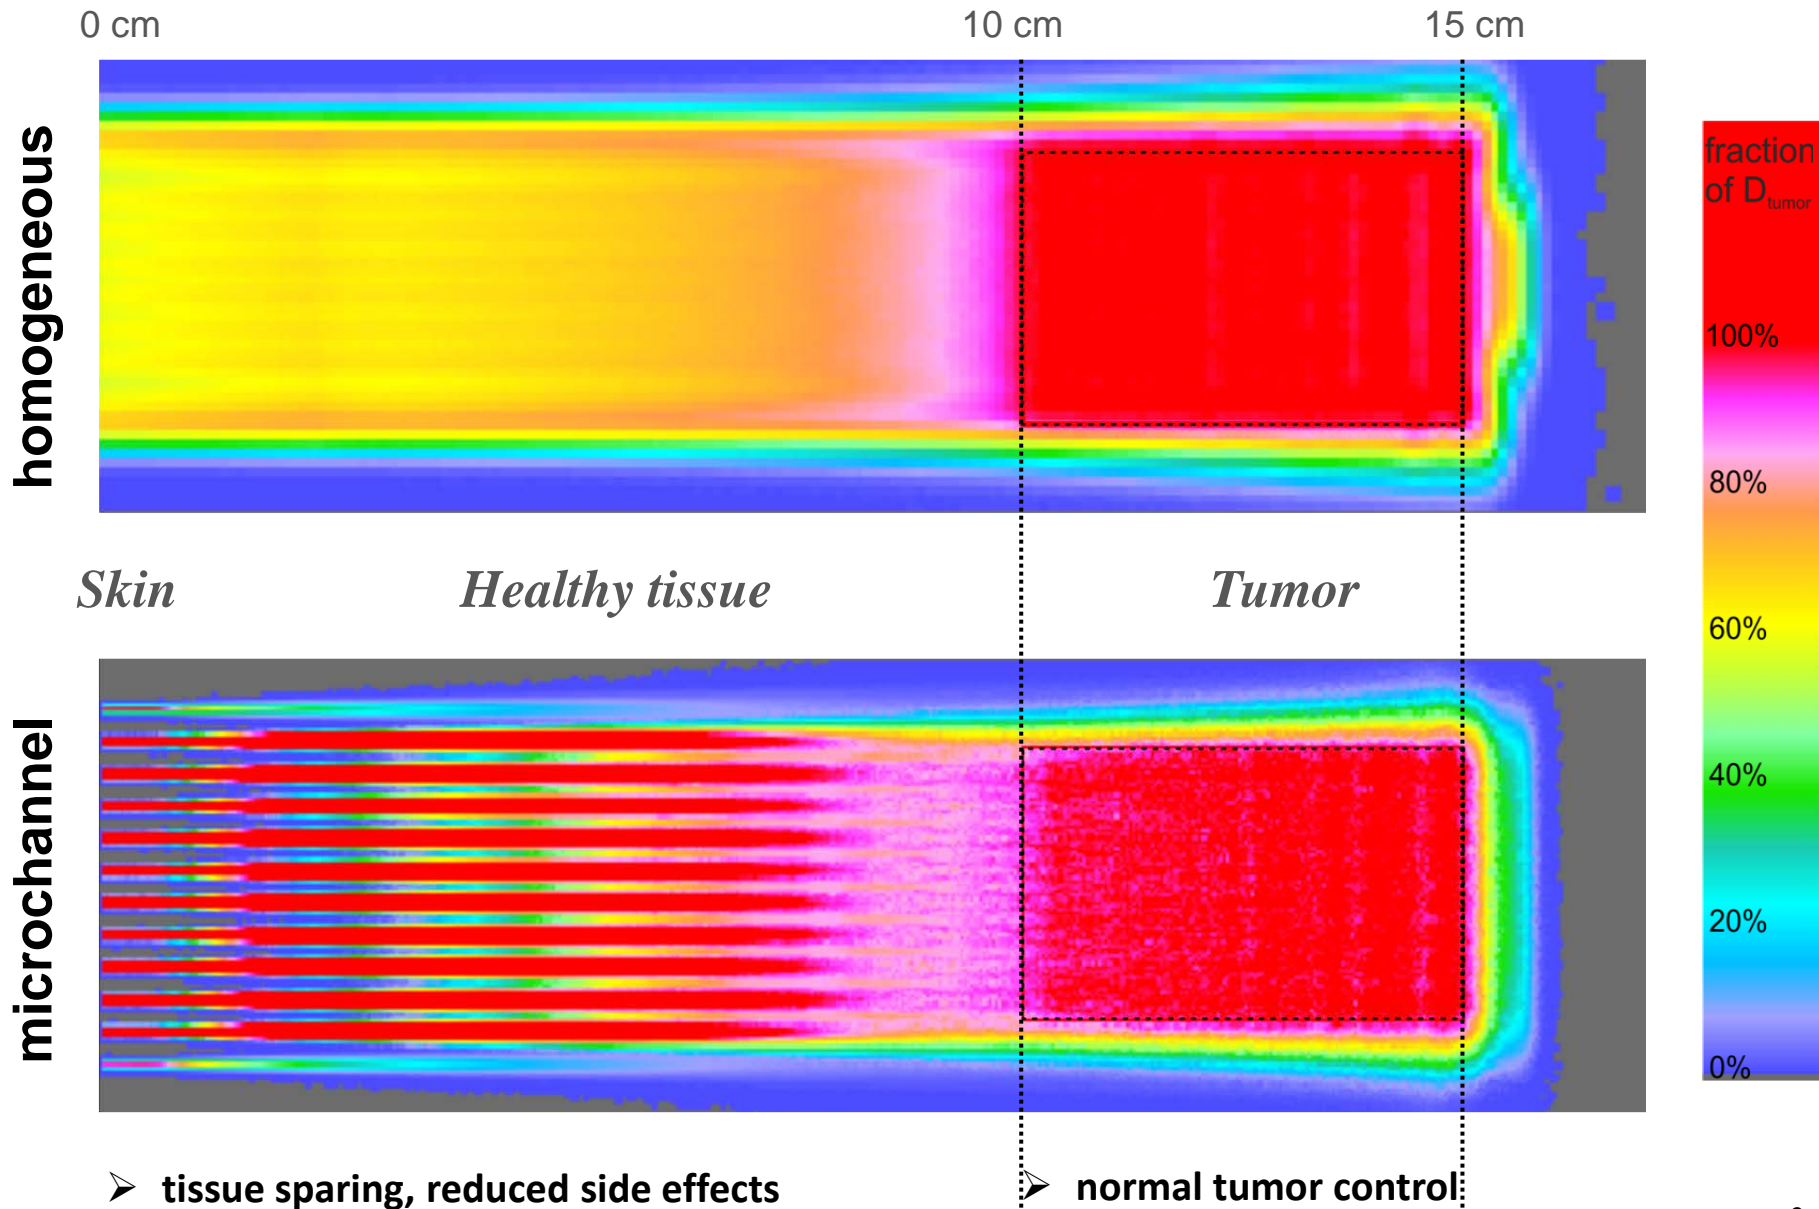 0 cm
10 cm
15 cm
homogeneous
fraction
of D tumor
100%
80%
60%
40%
20%
0%
Skin
Healthy tissue
Tumor
microchannel
➢ tissue sparing, reduced side effects
➢ normal tumor control